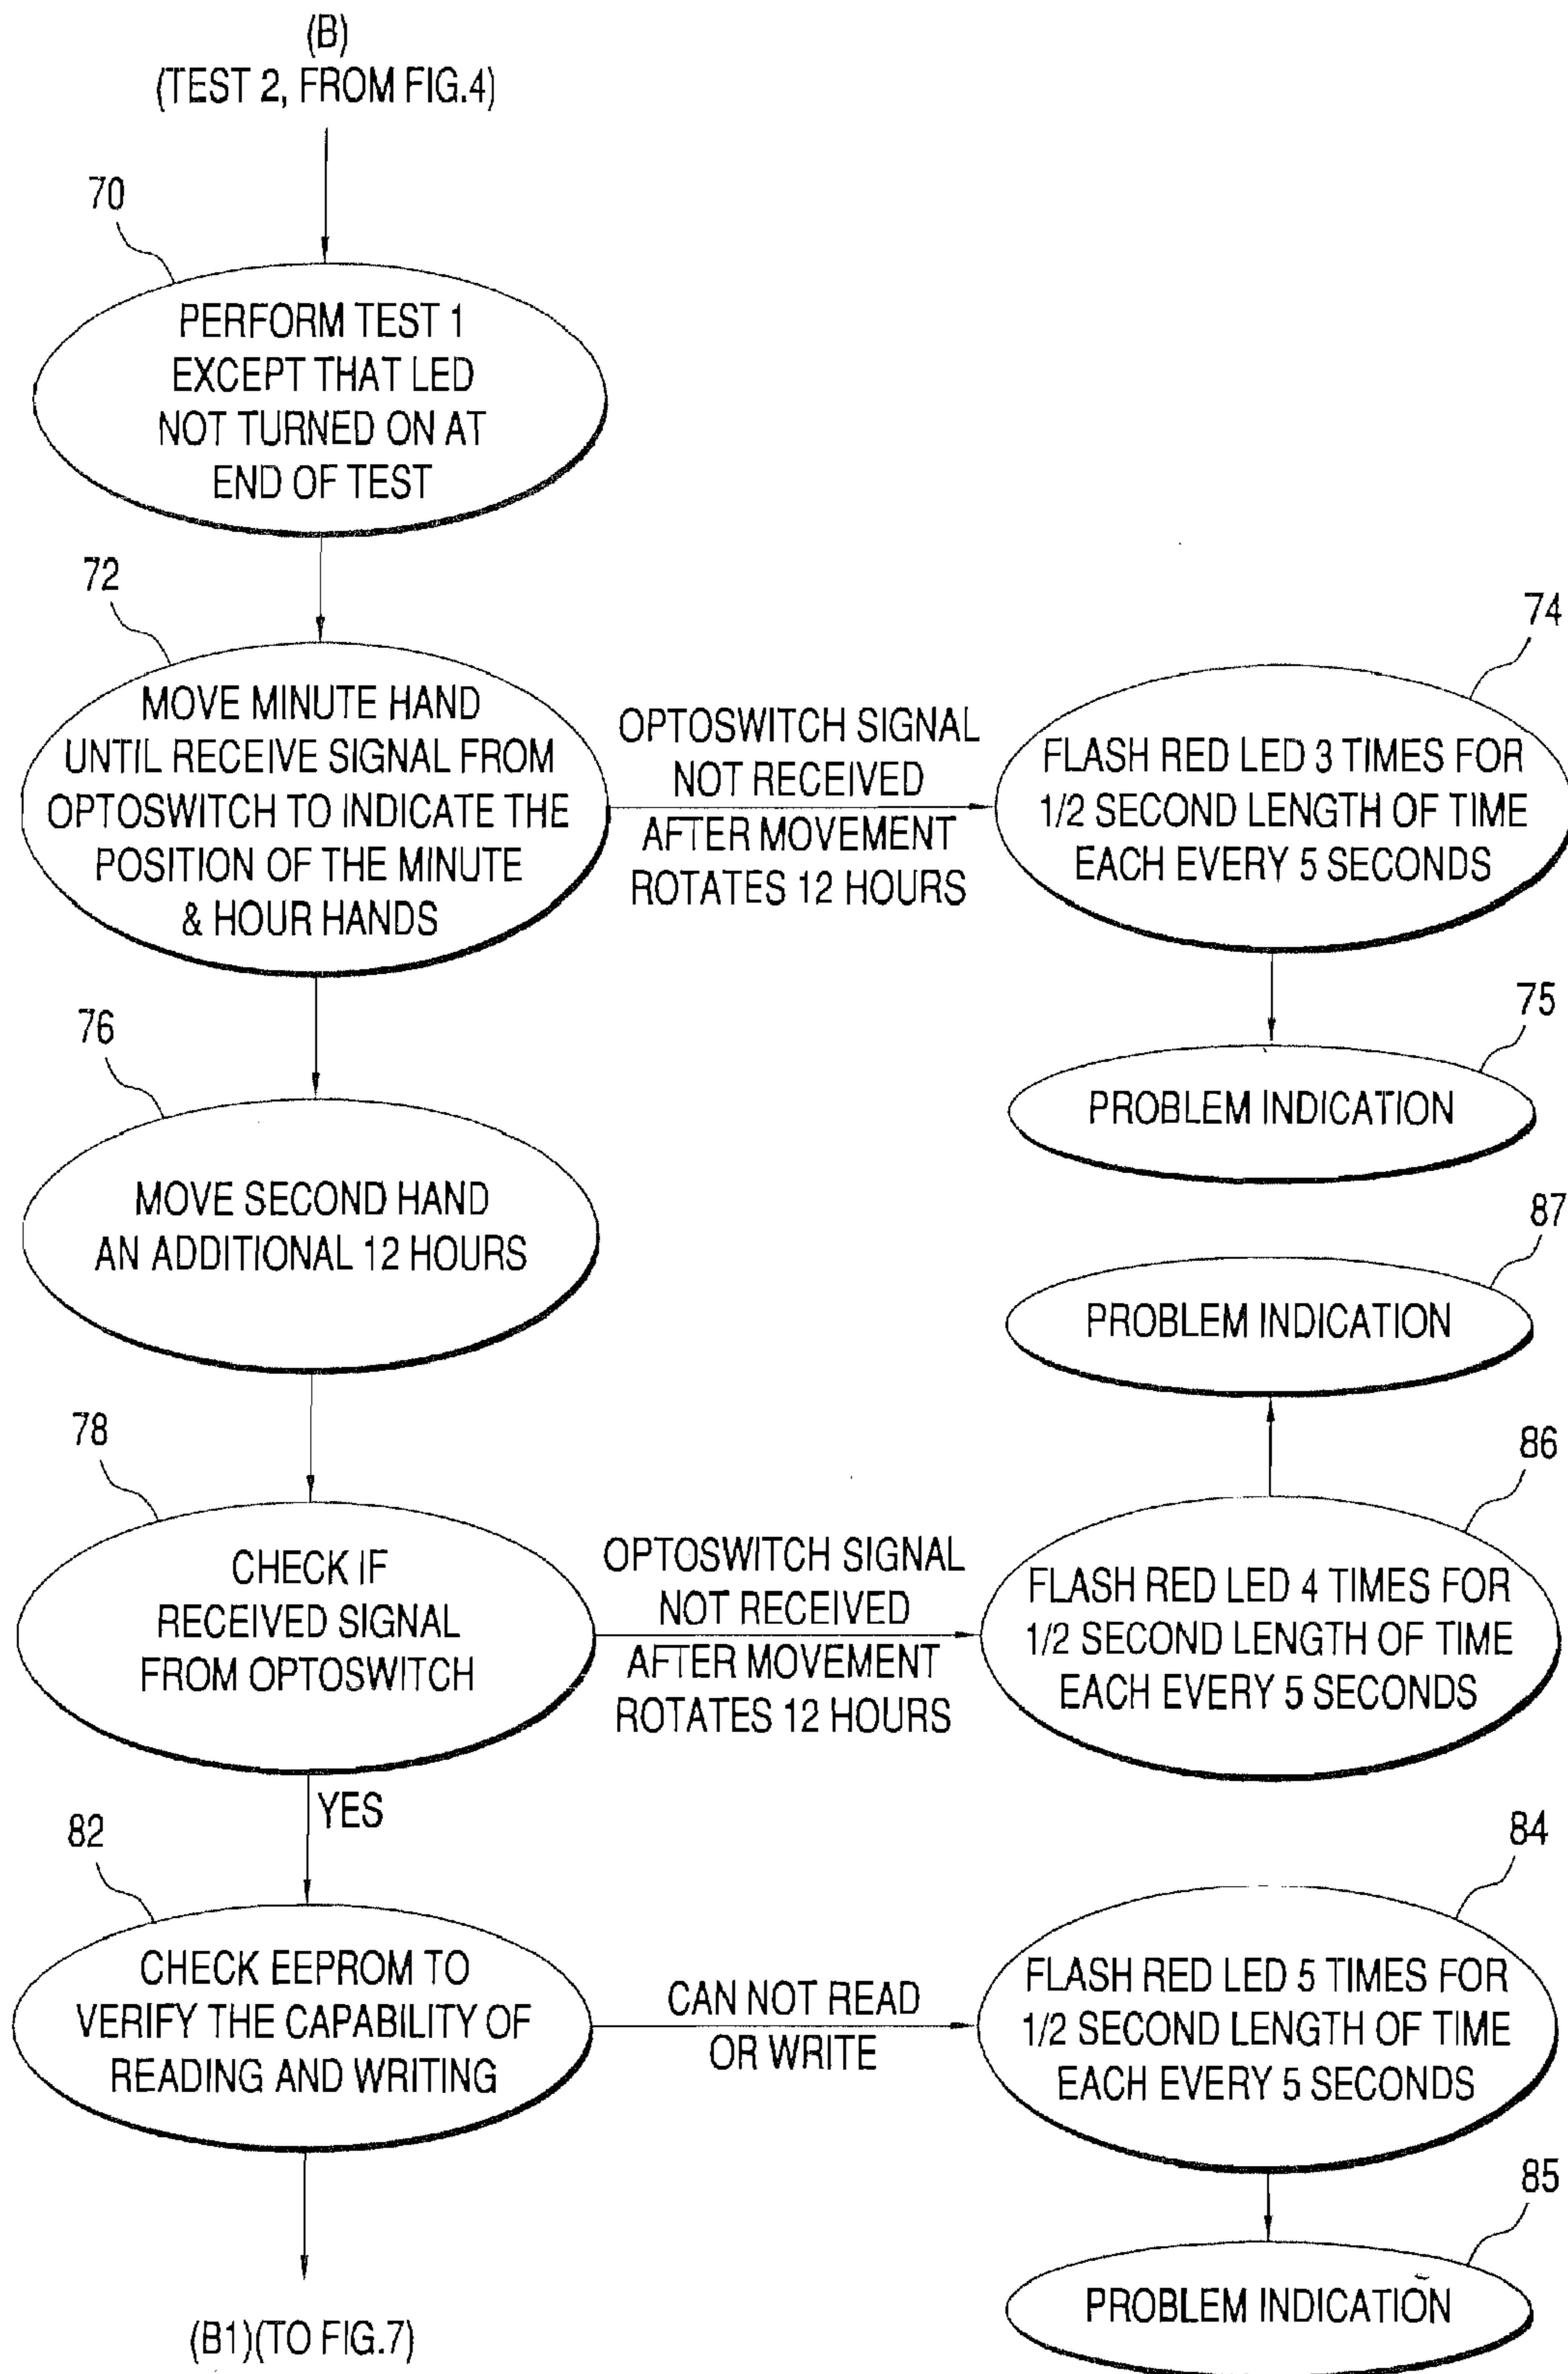 (B)
(TEST 2, FROM FIG.4)
70
PERFORM TEST 1
EXCEPT THAT LED
NOT TURNED ON AT
END OF TEST
72
MOVE MINUTE HAND
UNTIL RECEIVE SIGNAL FROM
OPTOSWITCH TO INDICATE THE
POSITION OF THE MINUTE
& HOUR HANDS
OPTOSWITCH SIGNAL
NOT RECEIVED
AFTER MOVEMENT
ROTATES 12 HOURS
74
FLASH RED LED 3 TIMES FOR
1/2 SECOND LENGTH OF TIME
EACH EVERY 5 SECONDS
75
PROBLEM INDICATION
76
MOVE SECOND HAND
AN ADDITIONAL 12 HOURS
87
PROBLEM INDICATION
78
CHECK IF
RECEIVED SIGNAL
FROM OPTOSWITCH
OPTOSWITCH SIGNAL
NOT RECEIVED
AFTER MOVEMENT
ROTATES 12 HOURS
86
FLASH RED LED 4 TIMES FOR
1/2 SECOND LENGTH OF TIME
EACH EVERY 5 SECONDS
YES
82
CHECK EEPROM TO
VERIFY THE CAPABILITY OF
READING AND WRITING
CAN NOT READ
OR WRITE
84
FLASH RED LED 5 TIMES FOR
1/2 SECOND LENGTH OF TIME
EACH EVERY 5 SECONDS
85
PROBLEM INDICATION
(B1)(TO FIG.7)